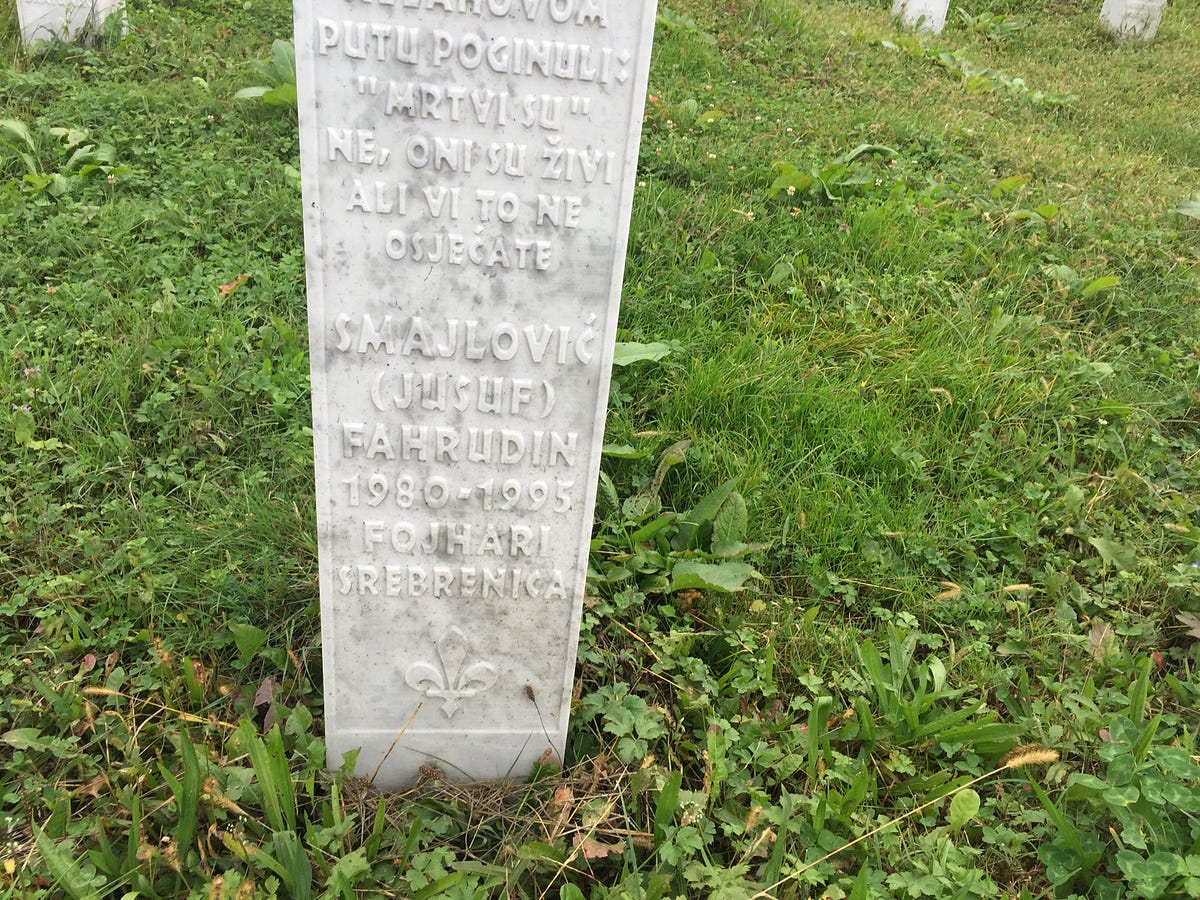 ALLAHOVOM
PUTU POGINULI:
"MRTVI SU"
NE, ONI SU ŽIVI
ALI VI TO NE
OSJEĆATE
SMAJLOVIĆ
(JUSUF)
FAHRUDIN
1980-1995
FOJHARI
SREBRENICA